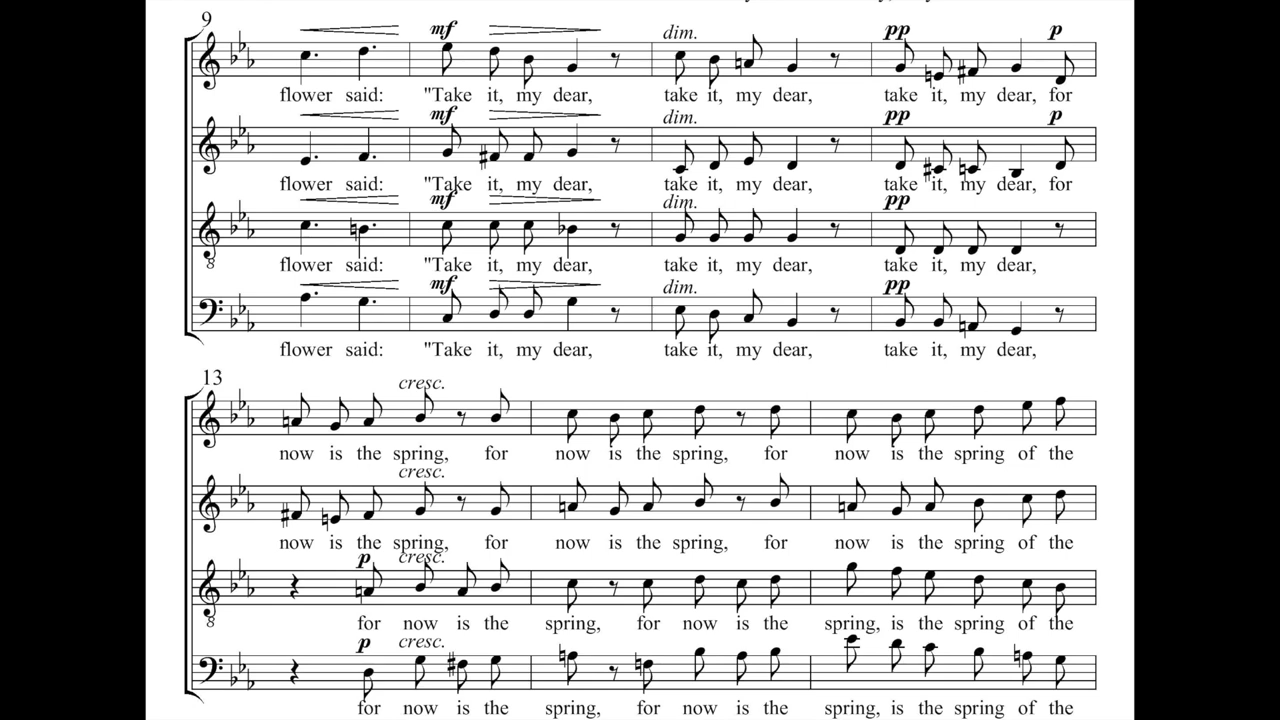 9
mf dim. pp p
flower said: "Take it, my dear, take it, my dear, take it, my dear, for
mf dim. pp p
flower said: "Take it, my dear, take it, my dear, take it, my dear, for
mf dim. pp
flower said: "Take it, my dear, take it, my dear, take it, my dear,
8
mf dim. pp
flower said: "Take it, my dear, take it, my dear, take it, my dear,
13
cresc.
now is the spring, for now is the spring, for now is the spring of the
cresc.
now is the spring, for now is the spring, for now is the spring of the
p cresc.
for now is the spring, for now is the spring, is the spring of the
8
p cresc.
for now is the spring, for now is the spring, is the spring of the